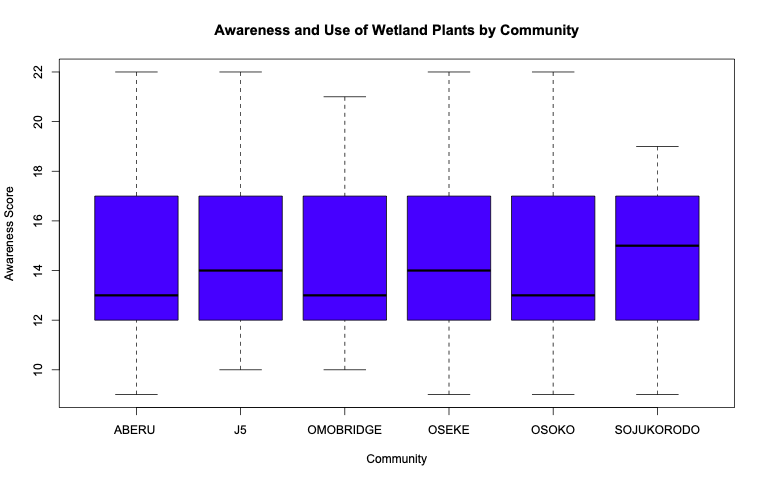 Awareness and Use of Wetland Plants by Community
Awareness Score
22
20
18
16
14
12
10
ABERU J5 OMOBRIDGE OSEKE OSOKO SOJUKORODO
Community